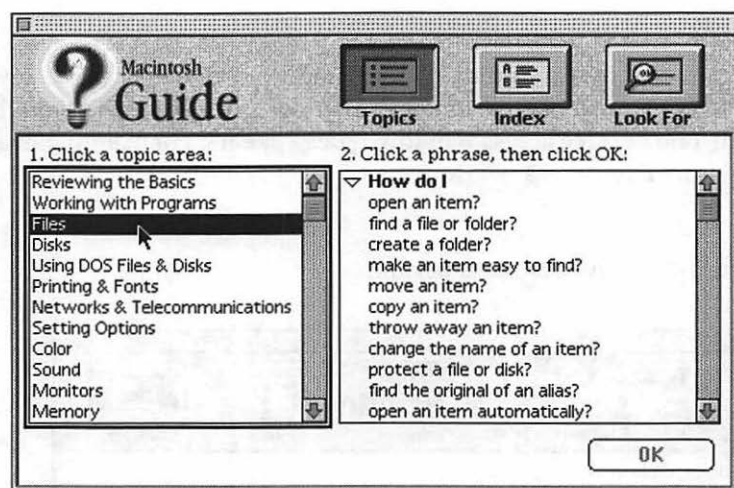 Macintosh
Guide
Topics
Index
Look For
1. Click a topic area:
Reviewing the Basics
Working with Programs
Files
Disks
Using DOS Files & Disks
Printing & Fonts
Networks & Telecommunications
Setting Options
Color
Sound
Monitors
Memory
2. Click a phrase, then click OK:
How do I
open an item?
find a file or folder?
create a folder?
make an item easy to find?
move an item?
copy an item?
throw away an item?
change the name of an item?
protect a file or disk?
find the original of an alias?
open an item automatically?
OK